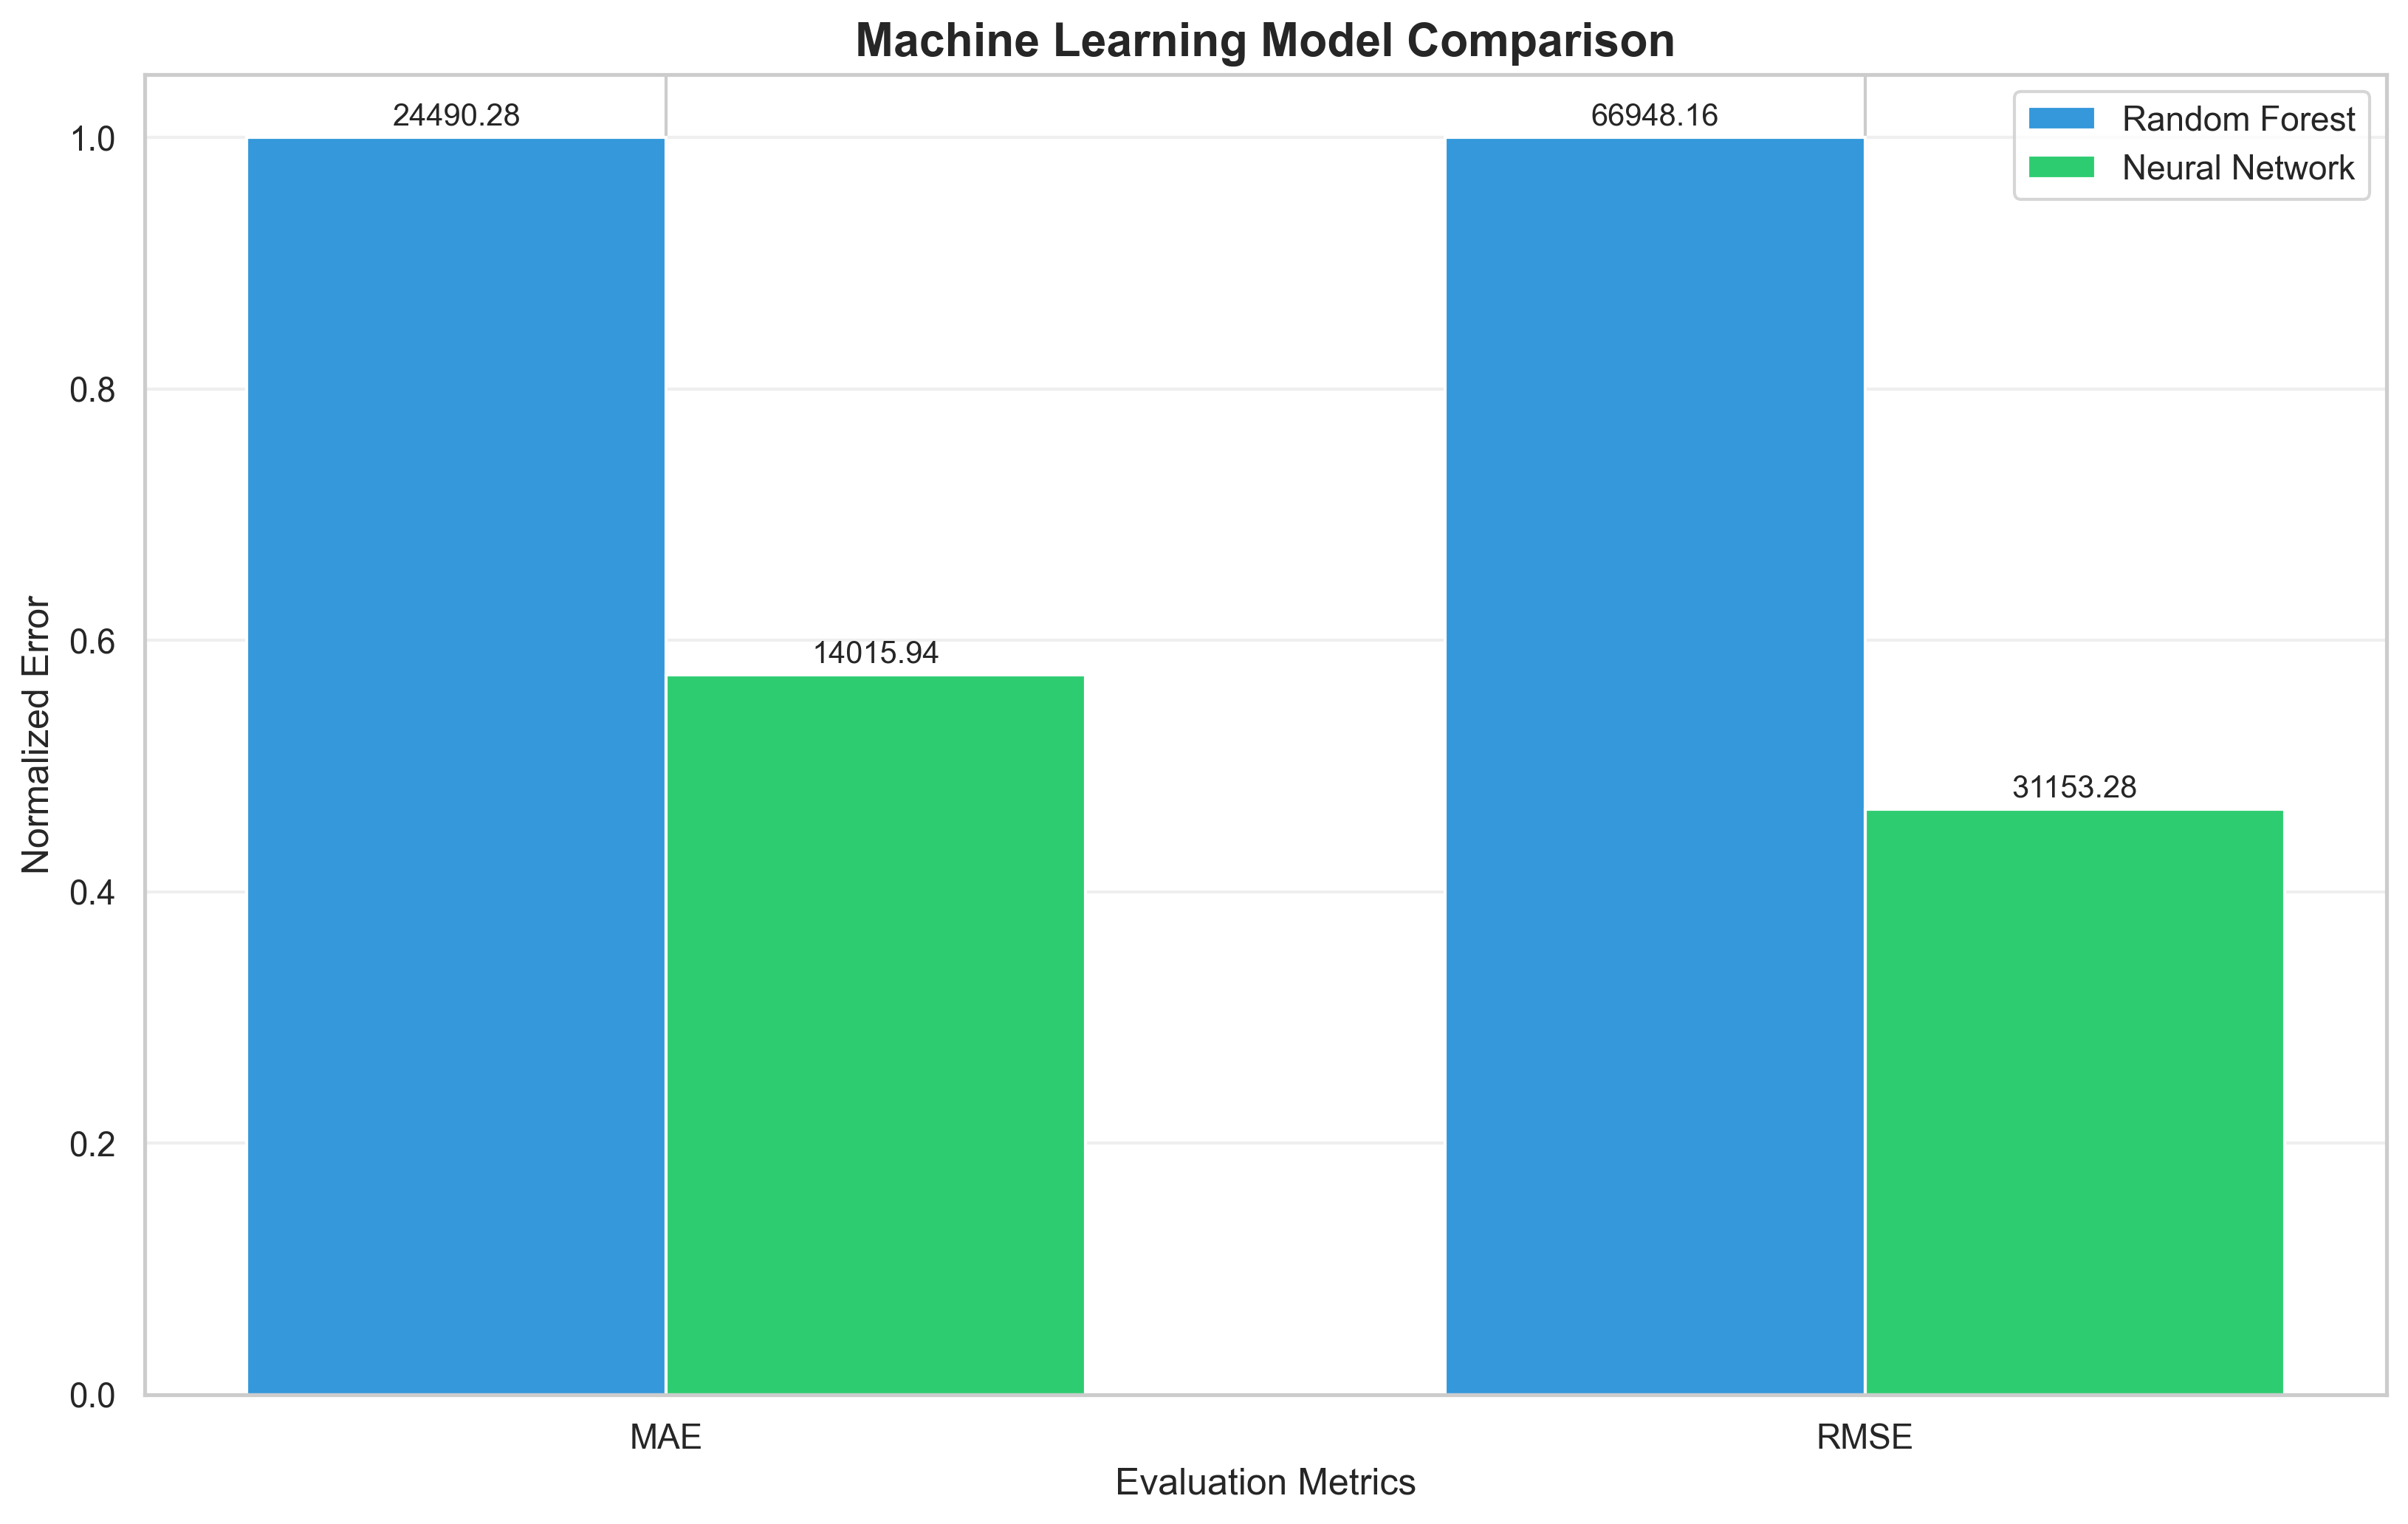 Machine Learning Model Comparison
24490.28
66948.16
Random Forest
Neural Network
1.0
0.8
0.6
0.4
0.2
0.0
14015.94
31153.28
Normalized Error
MAE
RMSE
Evaluation Metrics